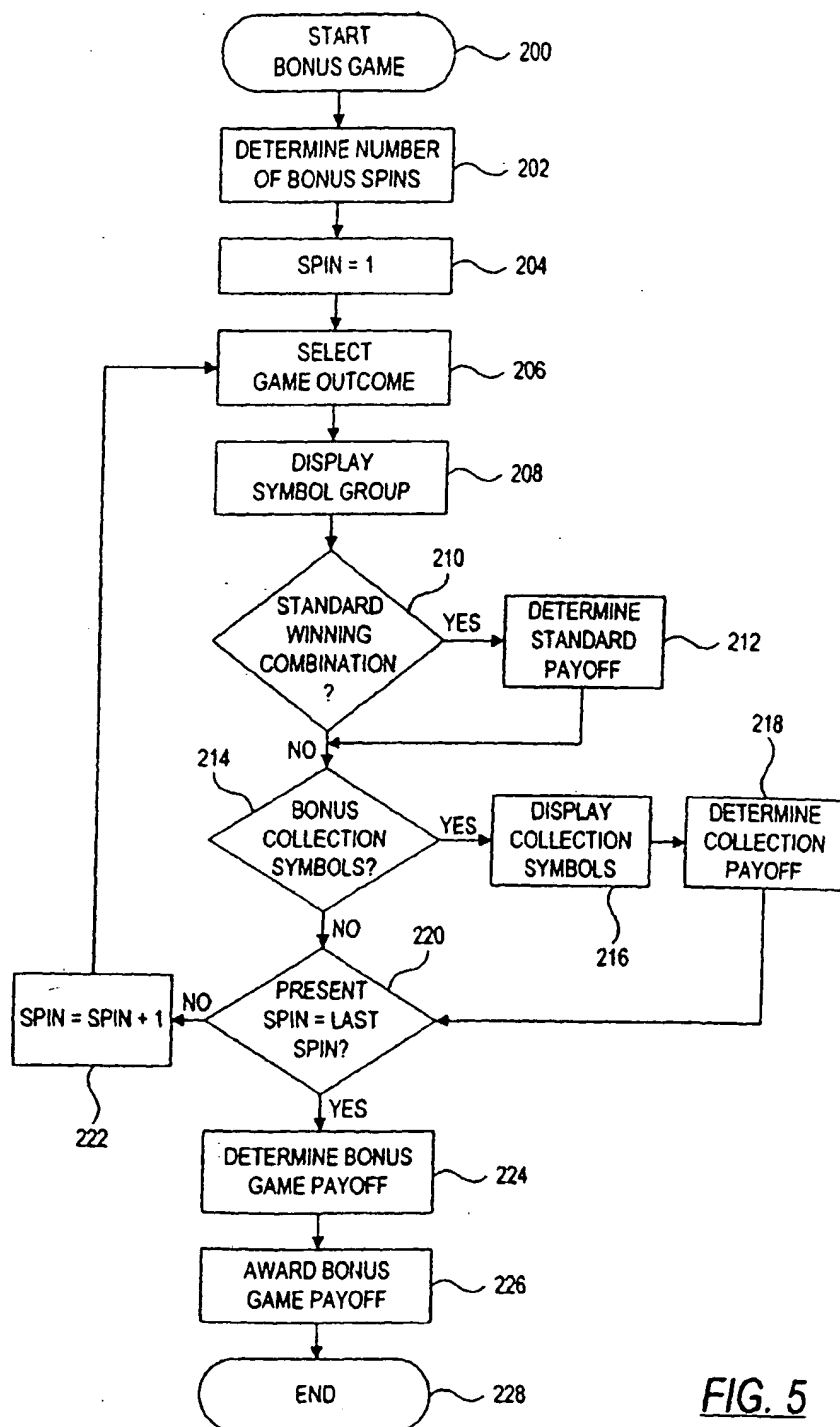 START
BONUS GAME
200
DETERMINE NUMBER
OF BONUS SPINS
202
SPIN = 1
204
SELECT
GAME OUTCOME
206
DISPLAY
SYMBOL GROUP
208
210
STANDARD
WINNING
COMBINATION
?
YES
DETERMINE
STANDARD
PAYOFF
212
NO
214
BONUS
COLLECTION
SYMBOLS?
YES
DISPLAY
COLLECTION
SYMBOLS
216
218
DETERMINE
COLLECTION
PAYOFF
NO
220
PRESENT
SPIN = LAST
SPIN?
NO
SPIN = SPIN + 1
222
YES
DETERMINE BONUS
GAME PAYOFF
224
AWARD BONUS
GAME PAYOFF
226
END
228
FIG. 5